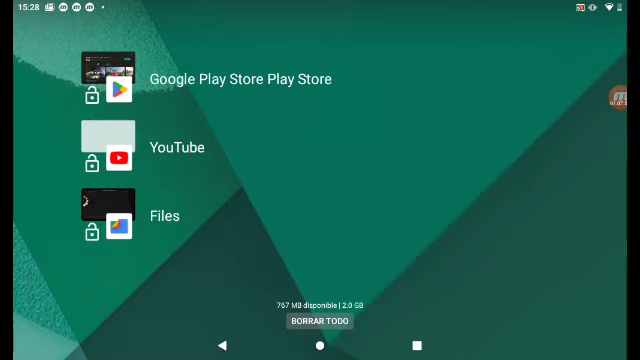 15:28
Google Play Store Play Store
YouTube
Files
767 MB disponible | 2.0 GB
BORRAR TODO